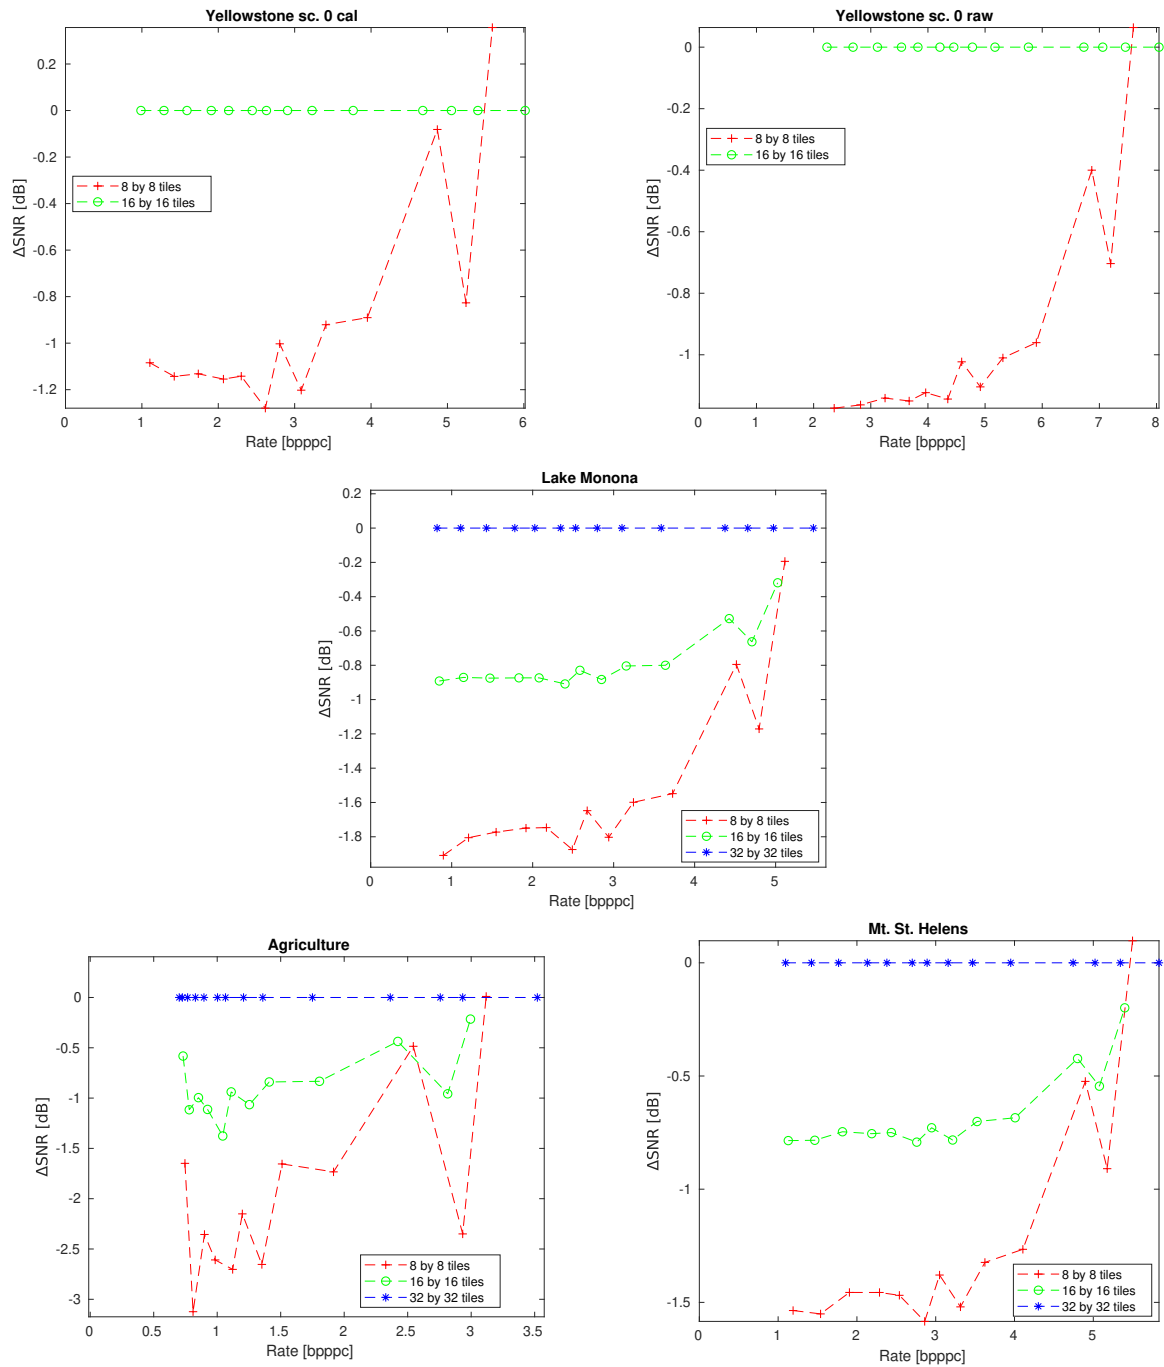 Yellowstone sc. 0 cal
0.2
0
-0.2
-0.4
-0.6
-0.8
-1
-1.2
ΔSNR [dB]
8 by 8 tiles
16 by 16 tiles
0 1 2 3 4 5 6
Rate [bpppc]
Yellowstone sc. 0 raw
0
-0.2
-0.4
-0.6
-0.8
-1
ΔSNR [dB]
8 by 8 tiles
16 by 16 tiles
0 1 2 3 4 5 6 7 8
Rate [bpppc]
Lake Monona
0.2
0
-0.2
-0.4
-0.6
-0.8
-1
-1.2
-1.4
-1.6
-1.8
ΔSNR [dB]
8 by 8 tiles
16 by 16 tiles
32 by 32 tiles
0 1 2 3 4 5
Rate [bpppc]
Agriculture
0
-0.5
-1
-1.5
-2
-2.5
-3
ΔSNR [dB]
8 by 8 tiles
16 by 16 tiles
32 by 32 tiles
0 0.5 1 1.5 2 2.5 3 3.5
Rate [bpppc]
Mt. St. Helens
0
-0.5
-1
-1.5
ΔSNR [dB]
8 by 8 tiles
16 by 16 tiles
32 by 32 tiles
0 1 2 3 4 5
Rate [bpppc]